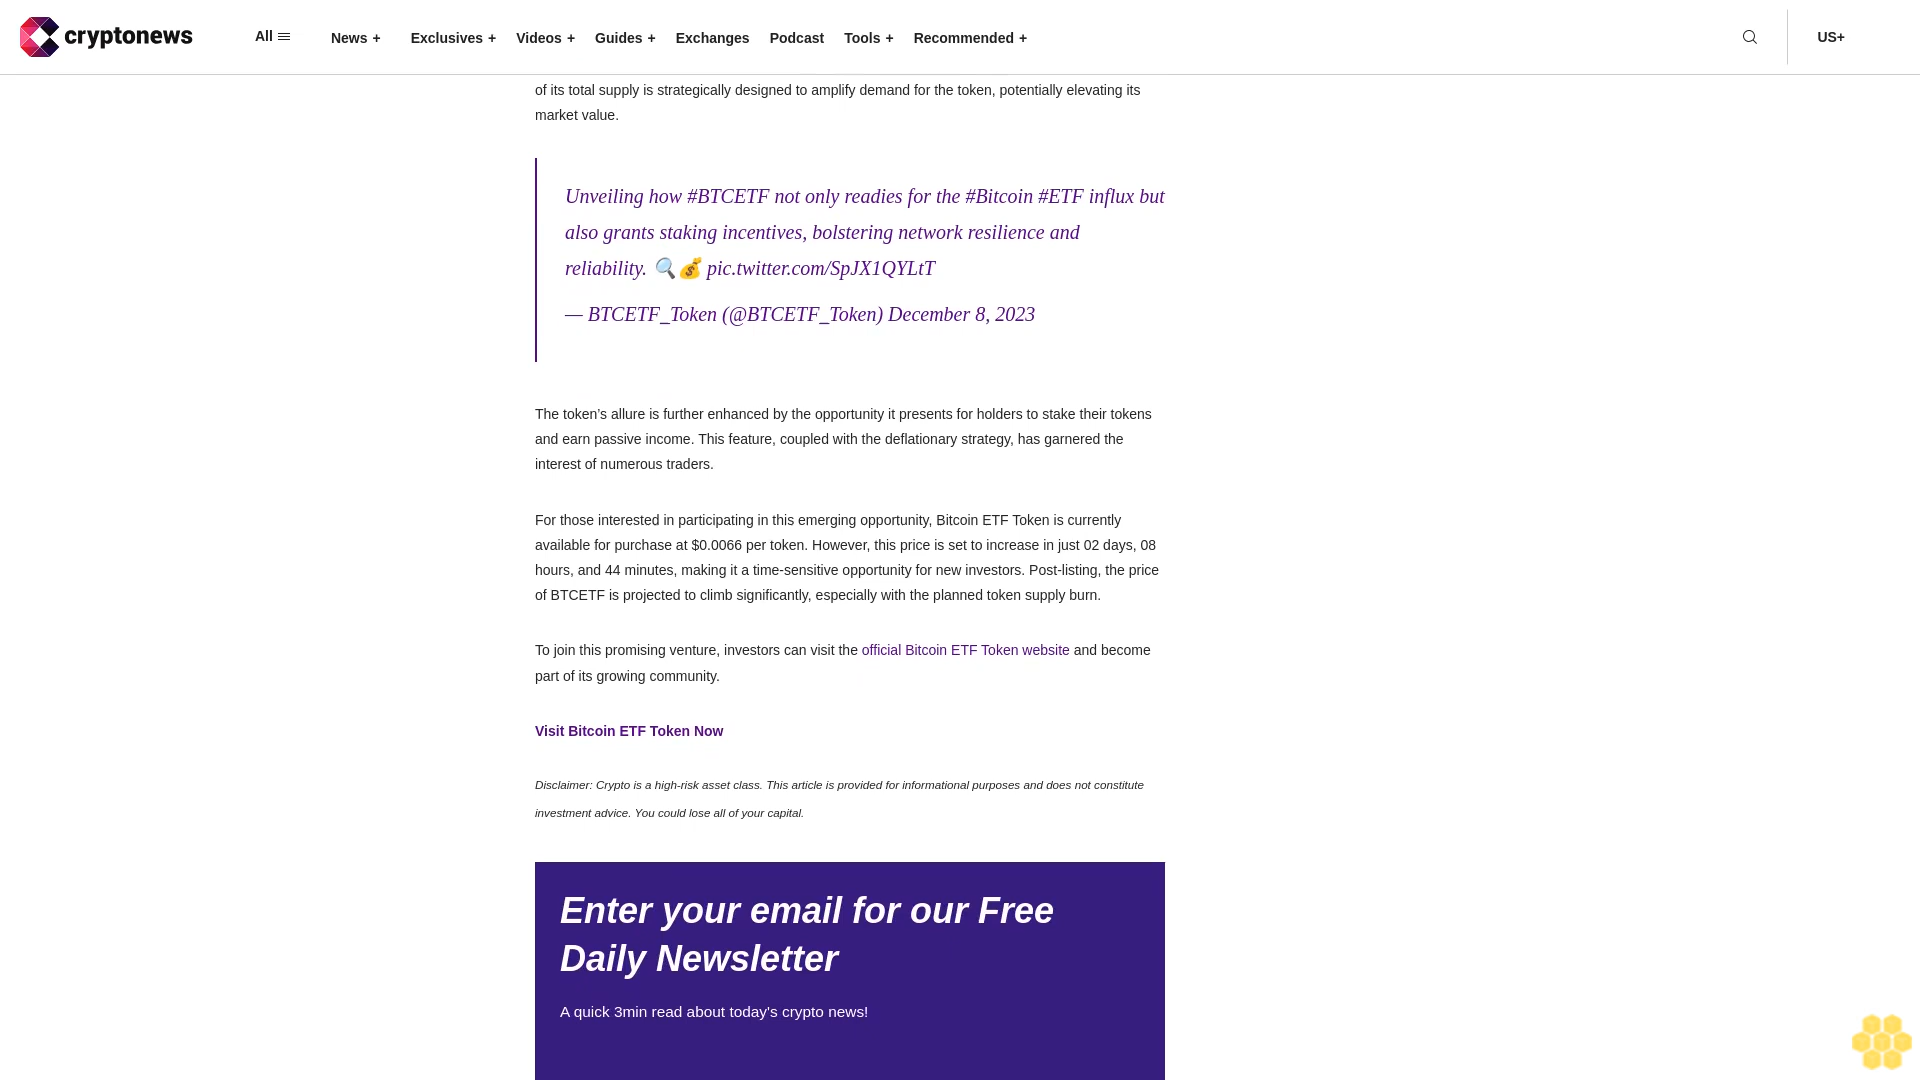 cryptonews
All
News +
Exclusives +
Videos +
Guides +
Exchanges
Podcast
Tools +
Recommended +
US+
of its total supply is strategically designed to amplify demand for the token, potentially elevating its
market value.
Unveiling how #BTCETF not only readies for the #Bitcoin #ETF influx but
also grants staking incentives, bolstering network resilience and
reliability. 🔍💰 pic.twitter.com/SpJX1QYLtT
— BTCETF_Token (@BTCETF_Token) December 8, 2023
The token’s allure is further enhanced by the opportunity it presents for holders to stake their tokens
and earn passive income. This feature, coupled with the deflationary strategy, has garnered the
interest of numerous traders.
For those interested in participating in this emerging opportunity, Bitcoin ETF Token is currently
available for purchase at $0.0066 per token. However, this price is set to increase in just 02 days, 08
hours, and 44 minutes, making it a time-sensitive opportunity for new investors. Post-listing, the price
of BTCETF is projected to climb significantly, especially with the planned token supply burn.
To join this promising venture, investors can visit the official Bitcoin ETF Token website and become
part of its growing community.
Visit Bitcoin ETF Token Now
Disclaimer: Crypto is a high-risk asset class. This article is provided for informational purposes and does not constitute
investment advice. You could lose all of your capital.
Enter your email for our Free
Daily Newsletter
A quick 3min read about today's crypto news!